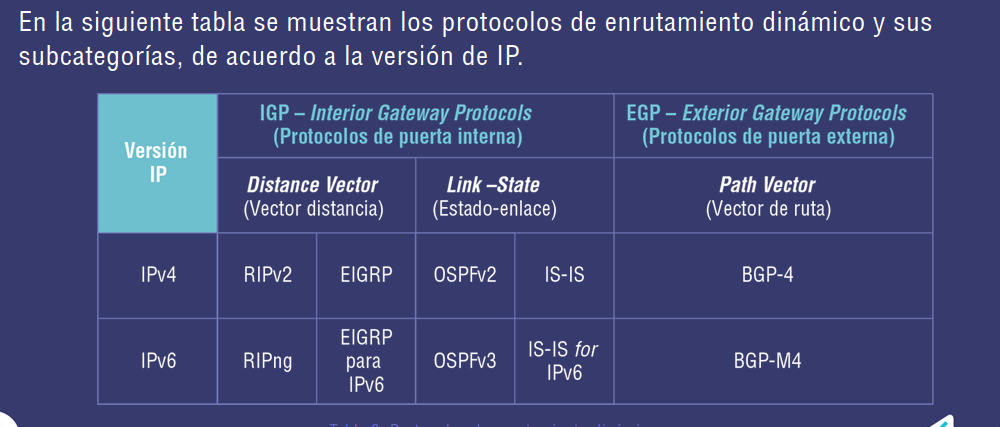 En la siguiente tabla se muestran los protocolos de enrutamiento dinámico y sus
subcategorías, de acuerdo a la versión de IP.
Versión
IP
IGP – Interior Gateway Protocols
(Protocolos de puerta interna)
EGP – Exterior Gateway Protocols
(Protocolos de puerta externa)
Distance Vector
(Vector distancia)
Link –State
(Estado-enlace)
Path Vector
(Vector de ruta)
IPv4
RIPv2
EIGRP
OSPFv2
IS-IS
BGP-4
IPv6
RIPng
EIGRP
para
IPv6
OSPFv3
IS-IS for
IPv6
BGP-M4